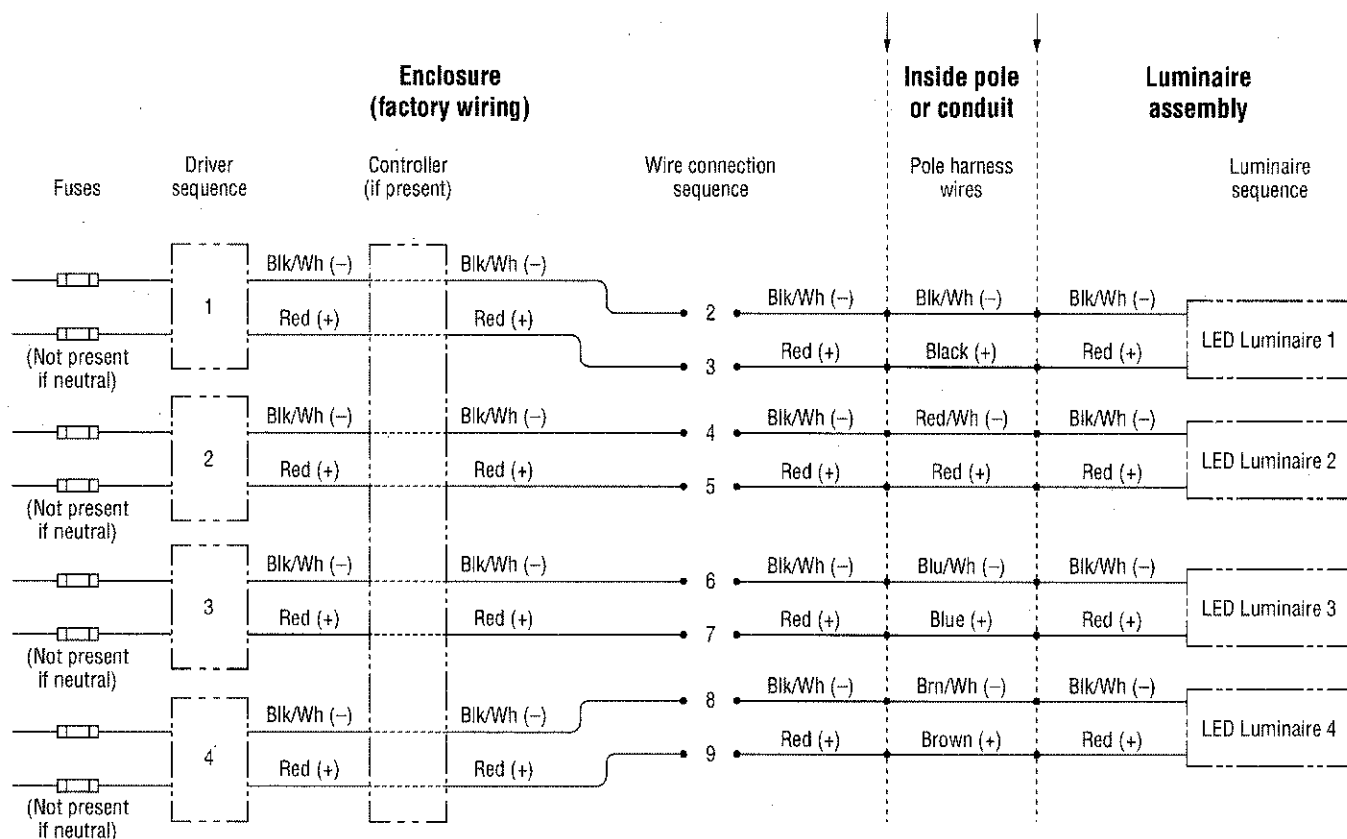 Enclosure
(factory wiring)
Inside pole
or conduit
Luminaire
assembly
Fuses
Driver
sequence
Controller
(if present)
Wire connection
sequence
Pole harness
wires
Luminaire
sequence
Blk/Wh (–)
Blk/Wh (–)
1
Red (+)
Red (+)
(Not present
if neutral)
2
Blk/Wh (–)
Blk/Wh (–)
Blk/Wh (–)
3
Red (+)
Black (+)
Red (+)
LED Luminaire 1
Blk/Wh (–)
Blk/Wh (–)
2
Red (+)
Red (+)
(Not present
if neutral)
4
Blk/Wh (–)
Red/Wh (–)
Blk/Wh (–)
5
Red (+)
Red (+)
Red (+)
LED Luminaire 2
Blk/Wh (–)
Blk/Wh (–)
3
Red (+)
Red (+)
(Not present
if neutral)
6
Blk/Wh (–)
Blu/Wh (–)
Blk/Wh (–)
7
Red (+)
Blue (+)
Red (+)
LED Luminaire 3
Blk/Wh (–)
Blk/Wh (–)
4
Red (+)
Red (+)
(Not present
if neutral)
8
Blk/Wh (–)
Brn/Wh (–)
Blk/Wh (–)
9
Red (+)
Brown (+)
Red (+)
LED Luminaire 4